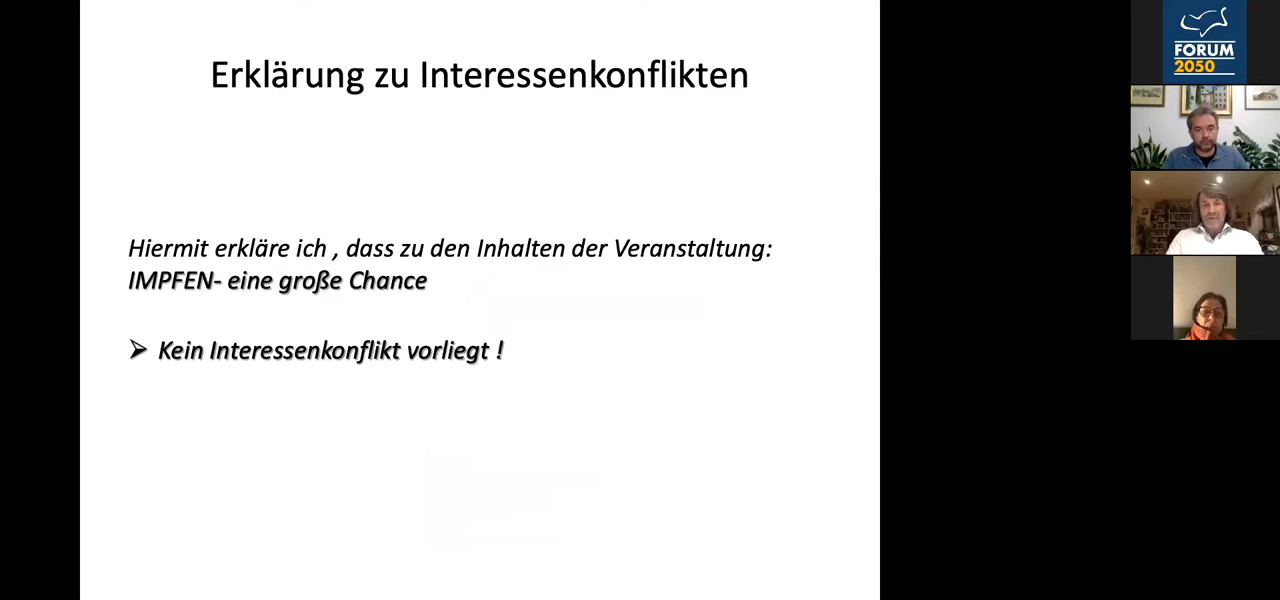 Erklärung zu Interessenkonflikten
Hiermit erkläre ich , dass zu den Inhalten der Veranstaltung:
IMPFEN- eine große Chance
➢ Kein Interessenkonflikt vorliegt !
FORUM
2050